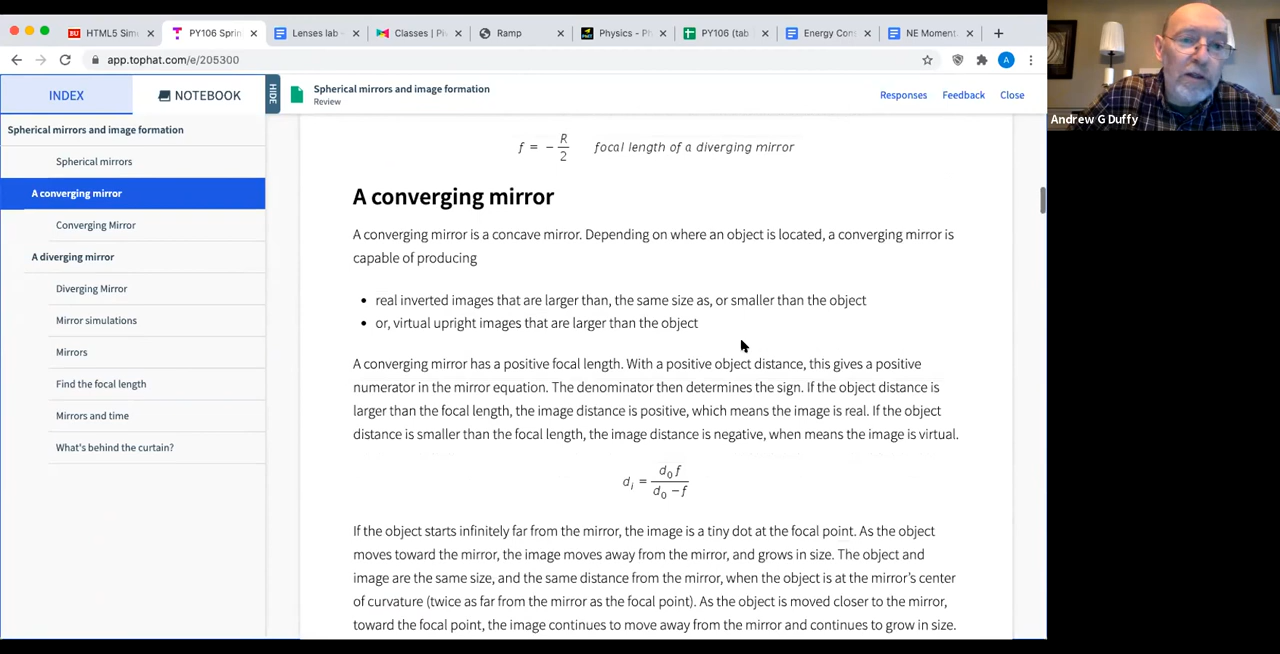 BU HTML5 Sim
PY106 Sprin
Lenses lab -
Classes | Pi
Ramp
Physics - Ph
PY106 (tab
Energy Con
NE Moment
app.tophat.com/e/205300
A
INDEX
NOTEBOOK
HIDE
Spherical mirrors and image formation
Review
Responses
Feedback
Close
Andrew G Duffy
Spherical mirrors and image formation
Spherical mirrors
A converging mirror
Converging Mirror
A diverging mirror
Diverging Mirror
Mirror simulations
Mirrors
Find the focal length
Mirrors and time
What's behind the curtain?
f = - R/2 focal length of a diverging mirror
A converging mirror
A converging mirror is a concave mirror. Depending on where an object is located, a converging mirror is
capable of producing
• real inverted images that are larger than, the same size as, or smaller than the object
• or, virtual upright images that are larger than the object
A converging mirror has a positive focal length. With a positive object distance, this gives a positive
numerator in the mirror equation. The denominator then determines the sign. If the object distance is
larger than the focal length, the image distance is positive, which means the image is real. If the object
distance is smaller than the focal length, the image distance is negative, when means the image is virtual.
di = d0 f / d0 - f
If the object starts infinitely far from the mirror, the image is a tiny dot at the focal point. As the object
moves toward the mirror, the image moves away from the mirror, and grows in size. The object and
image are the same size, and the same distance from the mirror, when the object is at the mirror's center
of curvature (twice as far from the mirror as the focal point). As the object is moved closer to the mirror,
toward the focal point, the image continues to move away from the mirror and continues to grow in size.